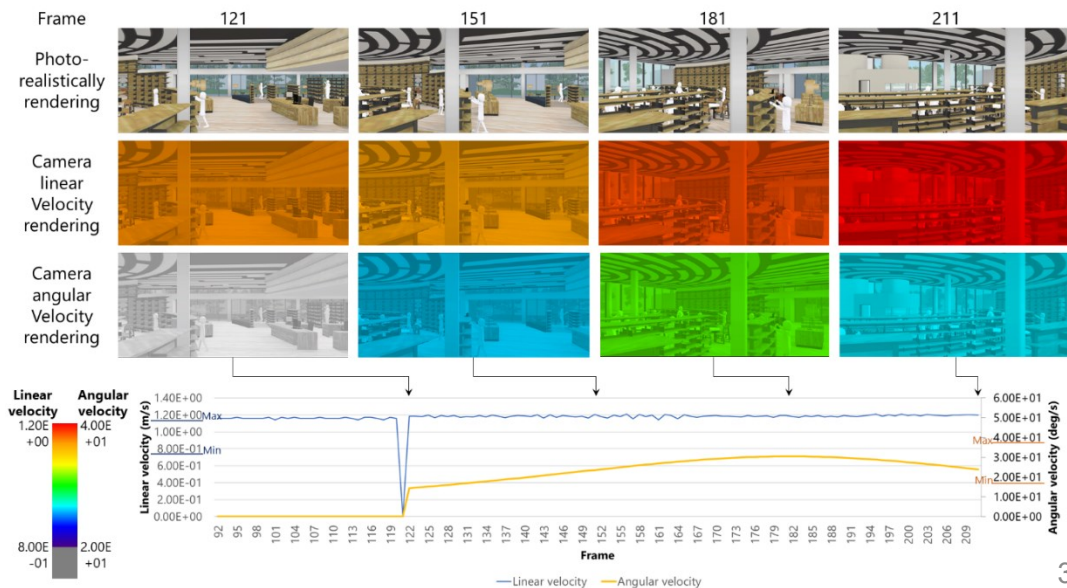 Frame 121 151 181 211
Photo-
realistically
rendering
Camera
linear
Velocity
rendering
Camera
angular
Velocity
rendering
Linear Angular
velocity velocity
1.20E 4.00E
+00 +01
8.00E 2.00E
-01 +01
Linear velocity (m/s)
1.40E+00
1.20E+00
1.00E+00
8.00E-01
6.00E-01
4.00E-01
2.00E-01
0.00E+00
Max
Min
6.00E+01
5.00E+01
4.00E+01
3.00E+01
2.00E+01
1.00E+01
0.00E+00
Max
Min
Angular velocity (deg/s)
92 95 98 101 104 107 110 113 116 119 122 125 128 131 134 137 140 143 146 149 152 155 158 161 164 167 170 173 176 179 182 185 188 191 194 197 200 203 206 209
Frame
Linear velocity Angular velocity
3